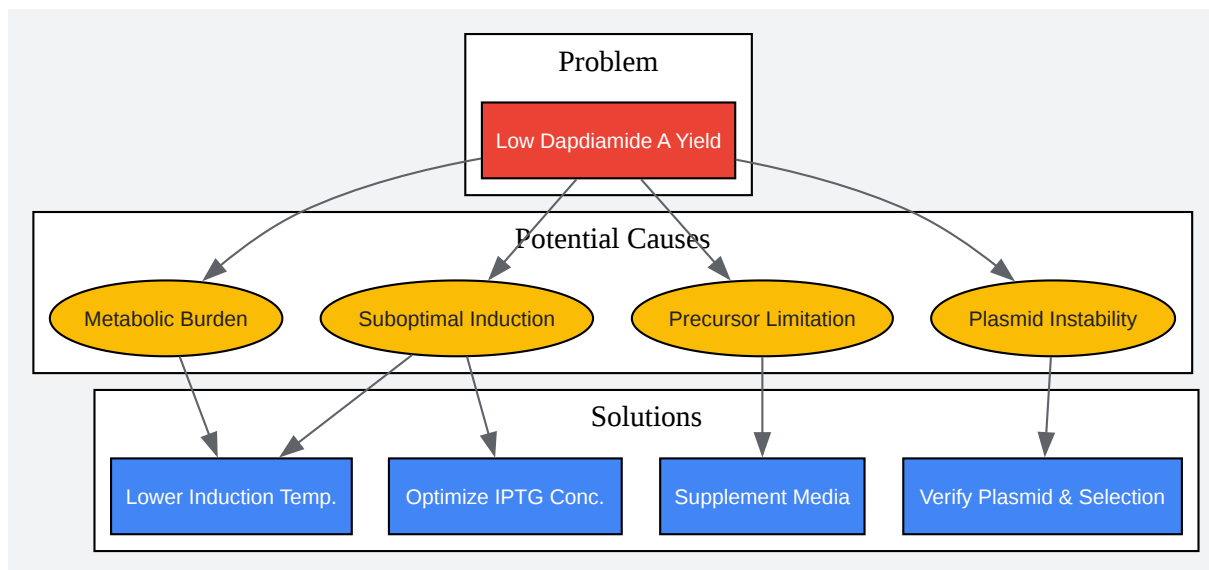 Problem
Low Dapdiamide A Yield
Potential Causes
Metabolic Burden
Suboptimal Induction
Precursor Limitation
Plasmid Instability
Solutions
Lower Induction Temp.
Optimize IPTG Conc.
Supplement Media
Verify Plasmid & Selection